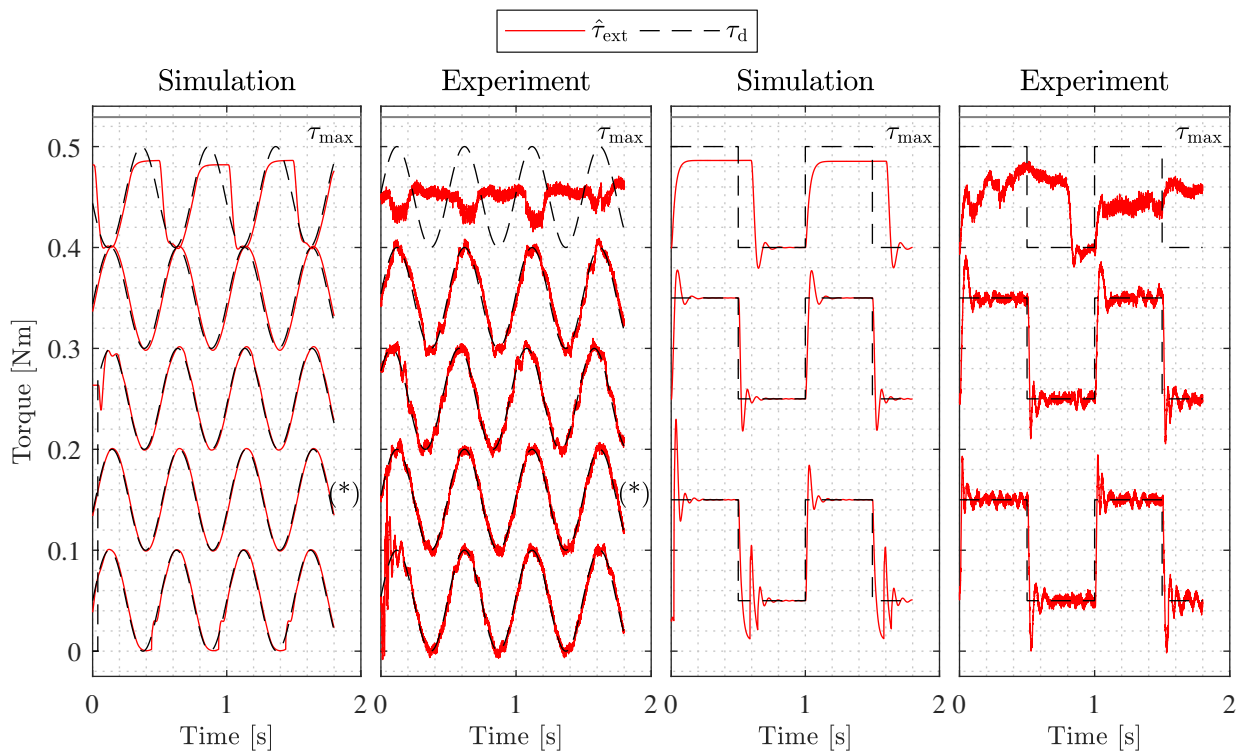 τ̂ext τd
Simulation Experiment Simulation Experiment
τmax τmax τmax τmax
0.5
0.4
0.3
0.2
(*) (*)
0.1
0
Torque [Nm]
0 1 2 0 1 2 0 1 2 0 1 2
Time [s] Time [s] Time [s] Time [s]